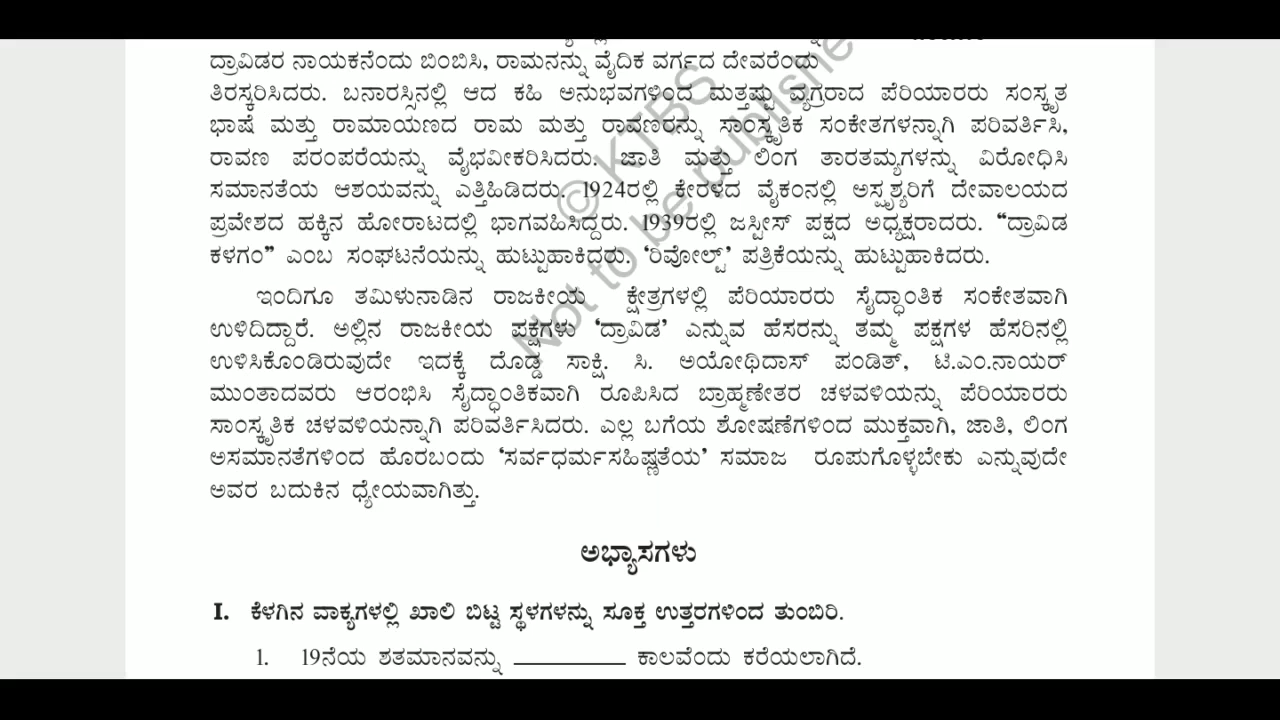 ದ್ರಾವಿಡರ ನಾಯಕನೆಂದು ಬಿಂಬಿಸಿ, ರಾಮನನ್ನು ವೈದಿಕ ವರ್ಗದ ದೇವರೆಂದು
ತಿರಸ್ಕರಿಸಿದರು. ಬನಾರಸ್ಸಿನಲ್ಲಿ ಆದ ಕಹಿ ಅನುಭವಗಳಿಂದ ಮತ್ತಷ್ಟು ವ್ಯಗ್ರರಾದ ಪೆರಿಯಾರರು ಸಂಸ್ಕೃತ
ಭಾಷೆ ಮತ್ತು ರಾಮಾಯಣದ ರಾಮ ಮತ್ತು ರಾವಣರನ್ನು ಸಾಂಸ್ಕೃತಿಕ ಸಂಕೇತಗಳನ್ನಾಗಿ ಪರಿವರ್ತಿಸಿ,
ರಾವಣ ಪರಂಪರೆಯನ್ನು ವೈಭವೀಕರಿಸಿದರು. ಜಾತಿ ಮತ್ತು ಲಿಂಗ ತಾರತಮ್ಯಗಳನ್ನು ವಿರೋಧಿಸಿ
ಸಮಾನತೆಯ ಆಶಯವನ್ನು ಎತ್ತಿಹಿಡಿದರು. 1924ರಲ್ಲಿ ಕೇರಳದ ವೈಕಂನಲ್ಲಿ ಅಸ್ಪೃಶ್ಯರಿಗೆ ದೇವಾಲಯದ
ಪ್ರವೇಶದ ಹಕ್ಕಿನ ಹೋರಾಟದಲ್ಲಿ ಭಾಗವಹಿಸಿದ್ದರು. 1939ರಲ್ಲಿ ಜಸ್ಟೀಸ್ ಪಕ್ಷದ ಅಧ್ಯಕ್ಷರಾದರು. “ದ್ರಾವಿಡ
ಕಳಗಂ” ಎಂಬ ಸಂಘಟನೆಯನ್ನು ಹುಟ್ಟುಹಾಕಿದರು. ‘ರಿವೋಲ್ಟ್’ ಪತ್ರಿಕೆಯನ್ನು ಹುಟ್ಟುಹಾಕಿದರು.
ಇಂದಿಗೂ ತಮಿಳುನಾಡಿನ ರಾಜಕೀಯ ಕ್ಷೇತ್ರಗಳಲ್ಲಿ ಪೆರಿಯಾರರು ಸೈದ್ಧಾಂತಿಕ ಸಂಕೇತವಾಗಿ
ಉಳಿದಿದ್ದಾರೆ. ಅಲ್ಲಿನ ರಾಜಕೀಯ ಪಕ್ಷಗಳು ‘ದ್ರಾವಿಡ’ ಎನ್ನುವ ಹೆಸರನ್ನು ತಮ್ಮ ಪಕ್ಷಗಳ ಹೆಸರಿನಲ್ಲಿ
ಉಳಿಸಿಕೊಂಡಿರುವುದೇ ಇದಕ್ಕೆ ದೊಡ್ಡ ಸಾಕ್ಷಿ. ಸಿ. ಅಯೋಥಿದಾಸ್ ಪಂಡಿತ್, ಟಿ.ಎಂ.ನಾಯರ್
ಮುಂತಾದವರು ಆರಂಭಿಸಿ ಸೈದ್ಧಾಂತಿಕವಾಗಿ ರೂಪಿಸಿದ ಬ್ರಾಹ್ಮಣೇತರ ಚಳವಳಿಯನ್ನು ಪೆರಿಯಾರರು
ಸಾಂಸ್ಕೃತಿಕ ಚಳವಳಿಯನ್ನಾಗಿ ಪರಿವರ್ತಿಸಿದರು. ಎಲ್ಲ ಬಗೆಯ ಶೋಷಣೆಗಳಿಂದ ಮುಕ್ತವಾಗಿ, ಜಾತಿ, ಲಿಂಗ
ಅಸಮಾನತೆಗಳಿಂದ ಹೊರಬಂದು ‘ಸರ್ವಧರ್ಮಸಹಿಷ್ಣತೆಯ’ ಸಮಾಜ ರೂಪುಗೊಳ್ಳಬೇಕು ಎನ್ನುವುದೇ
ಅವರ ಬದುಕಿನ ಧ್ಯೇಯವಾಗಿತ್ತು.
ಅಭ್ಯಾಸಗಳು
I. ಕೆಳಗಿನ ವಾಕ್ಯಗಳಲ್ಲಿ ಖಾಲಿ ಬಿಟ್ಟ ಸ್ಥಳಗಳನ್ನು ಸೂಕ್ತ ಉತ್ತರಗಳಿಂದ ತುಂಬಿರಿ.
1. 19ನೆಯ ಶತಮಾನವನ್ನು __________ ಕಾಲವೆಂದು ಕರೆಯಲಾಗಿದೆ.
© KTBS
Not to be publishe